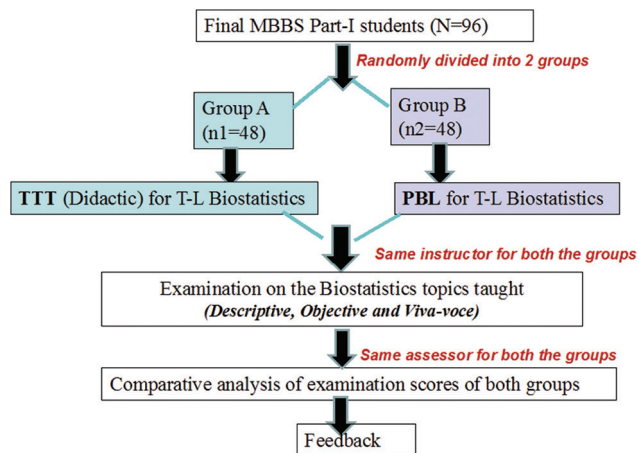 Final MBBS Part-I students (N=96)
Randomly divided into 2 groups
Group A
(n1=48)
Group B
(n2=48)
TTT (Didactic) for T-L Biostatistics
PBL for T-L Biostatistics
Same instructor for both the groups
Examination on the Biostatistics topics taught
(Descriptive, Objective and Viva-voce)
Same assessor for both the groups
Comparative analysis of examination scores of both groups
Feedback